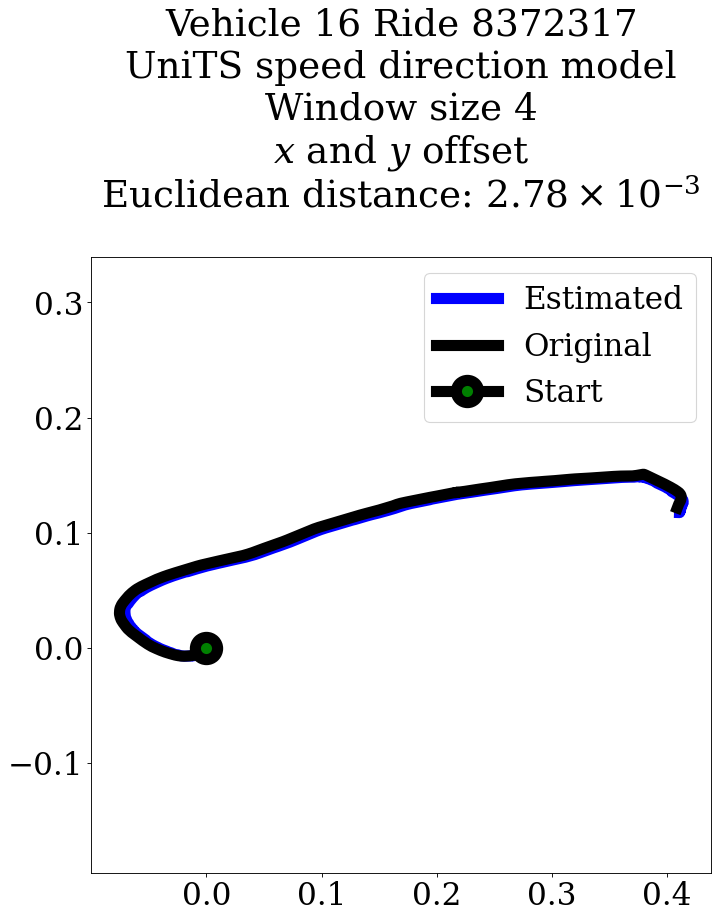 Vehicle 16 Ride 8372317
UniTS speed direction model
Window size 4
x and y offset
Euclidean distance: 2.78 × 10⁻³
Estimated
Original
Start
0.3
0.2
0.1
0.0
−0.1
0.0 0.1 0.2 0.3 0.4